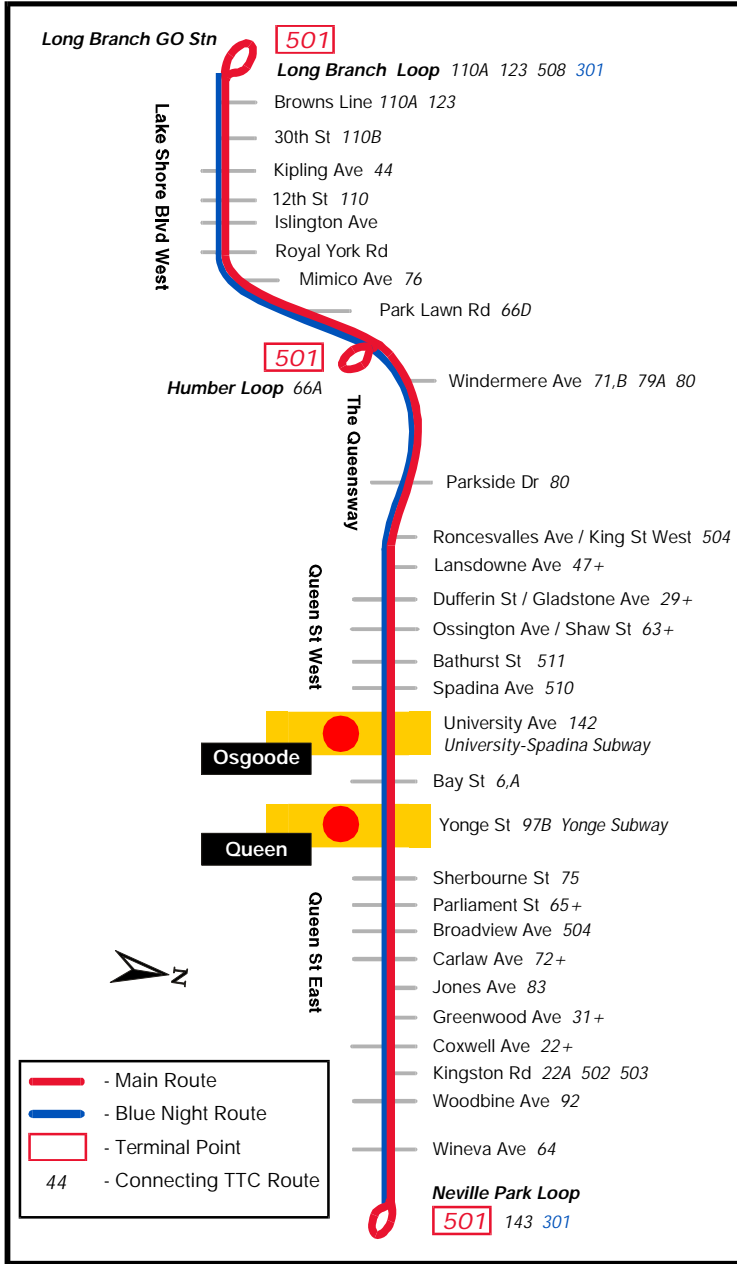 Long Branch GO Stn
501
Long Branch Loop 110A 123 508 301
Browns Line 110A 123
30th St 110B
Kipling Ave 44
12th St 110
Islington Ave
Royal York Rd
Mimico Ave 76
Park Lawn Rd 66D
Lake Shore Blvd West
501
Humber Loop 66A
Windermere Ave 71,B 79A 80
The Queensway
Parkside Dr 80
Roncesvalles Ave / King St West 504
Lansdowne Ave 47+
Dufferin St / Gladstone Ave 29+
Ossington Ave / Shaw St 63+
Bathurst St 511
Spadina Ave 510
Queen St West
University Ave 142
University-Spadina Subway
Osgoode
Bay St 6,A
Yonge St 97B Yonge Subway
Queen
Sherbourne St 75
Parliament St 65+
Broadview Ave 504
Carlaw Ave 72+
Jones Ave 83
Greenwood Ave 31+
Coxwell Ave 22+
Kingston Rd 22A 502 503
Woodbine Ave 92
Wineva Ave 64
Queen St East
N
Neville Park Loop
501 143 301
- Main Route
- Blue Night Route
- Terminal Point
44 - Connecting TTC Route